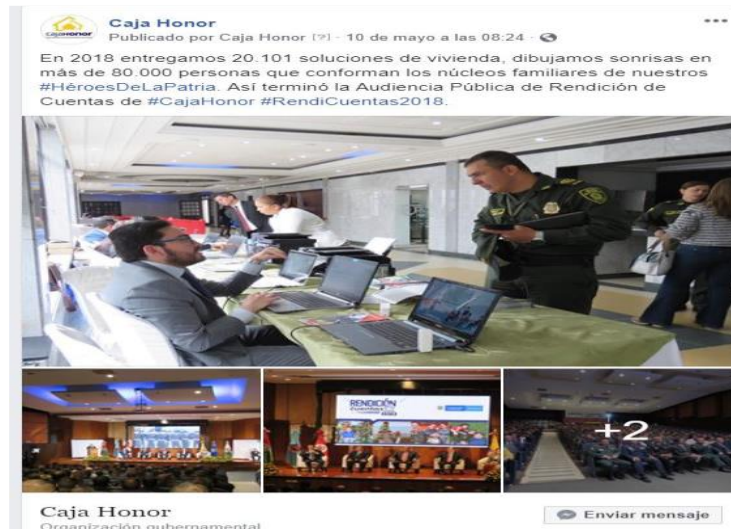 cajahonor
Caja Honor
Publicado por Caja Honor [?] · 10 de mayo a las 08:24 ·
En 2018 entregamos 20.101 soluciones de vivienda, dibujamos sonrisas en
más de 80.000 personas que conforman los núcleos familiares de nuestros
#HéroesDeLaPatria. Así terminó la Audiencia Pública de Rendición de
Cuentas de #CajaHonor #RendiCuentas2018.
RENDICIÓN
+2
Caja Honor
Organización gubernamental
Enviar mensaje